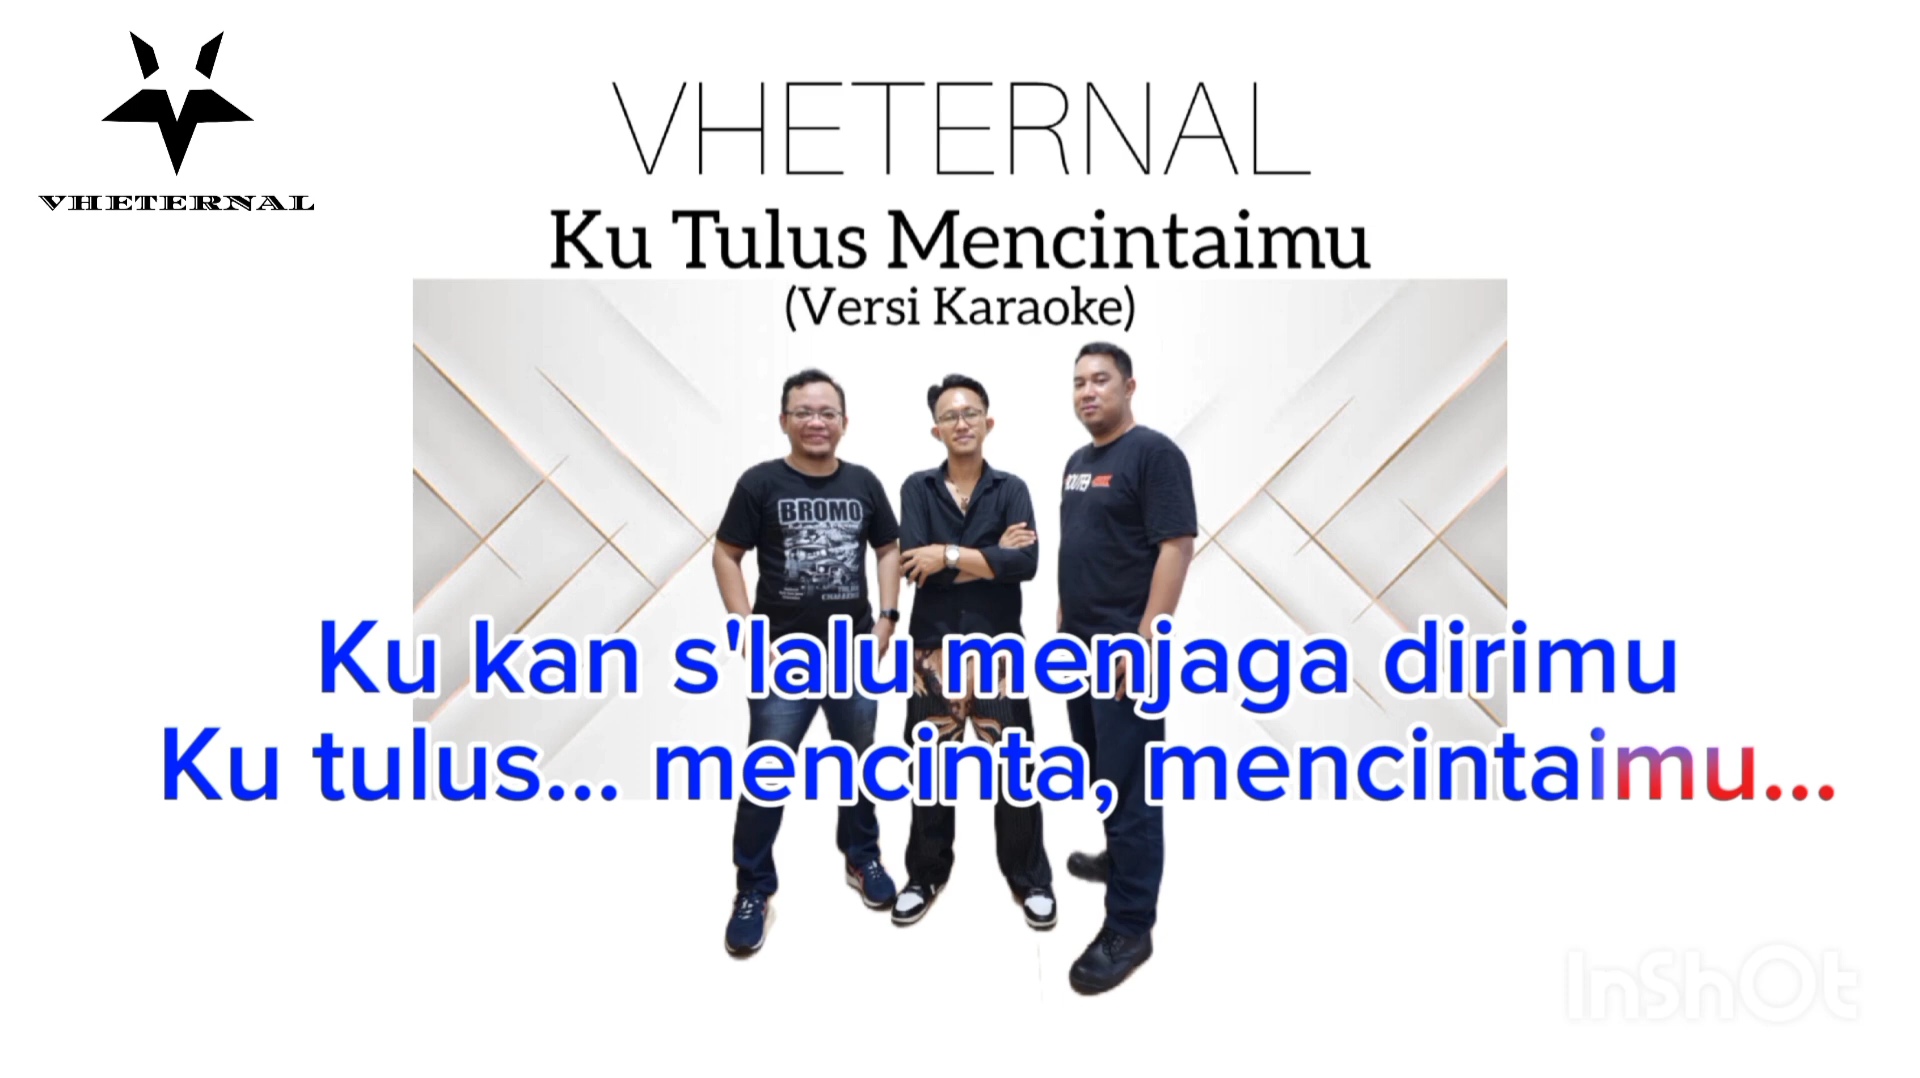 VHETERNAL
VHETERNAL
Ku Tulus Mencintaimu
(Versi Karaoke)
BROMO
Ku kan s'lalu menjaga dirimu
Ku tulus... mencinta, mencintaimu...
InShOt